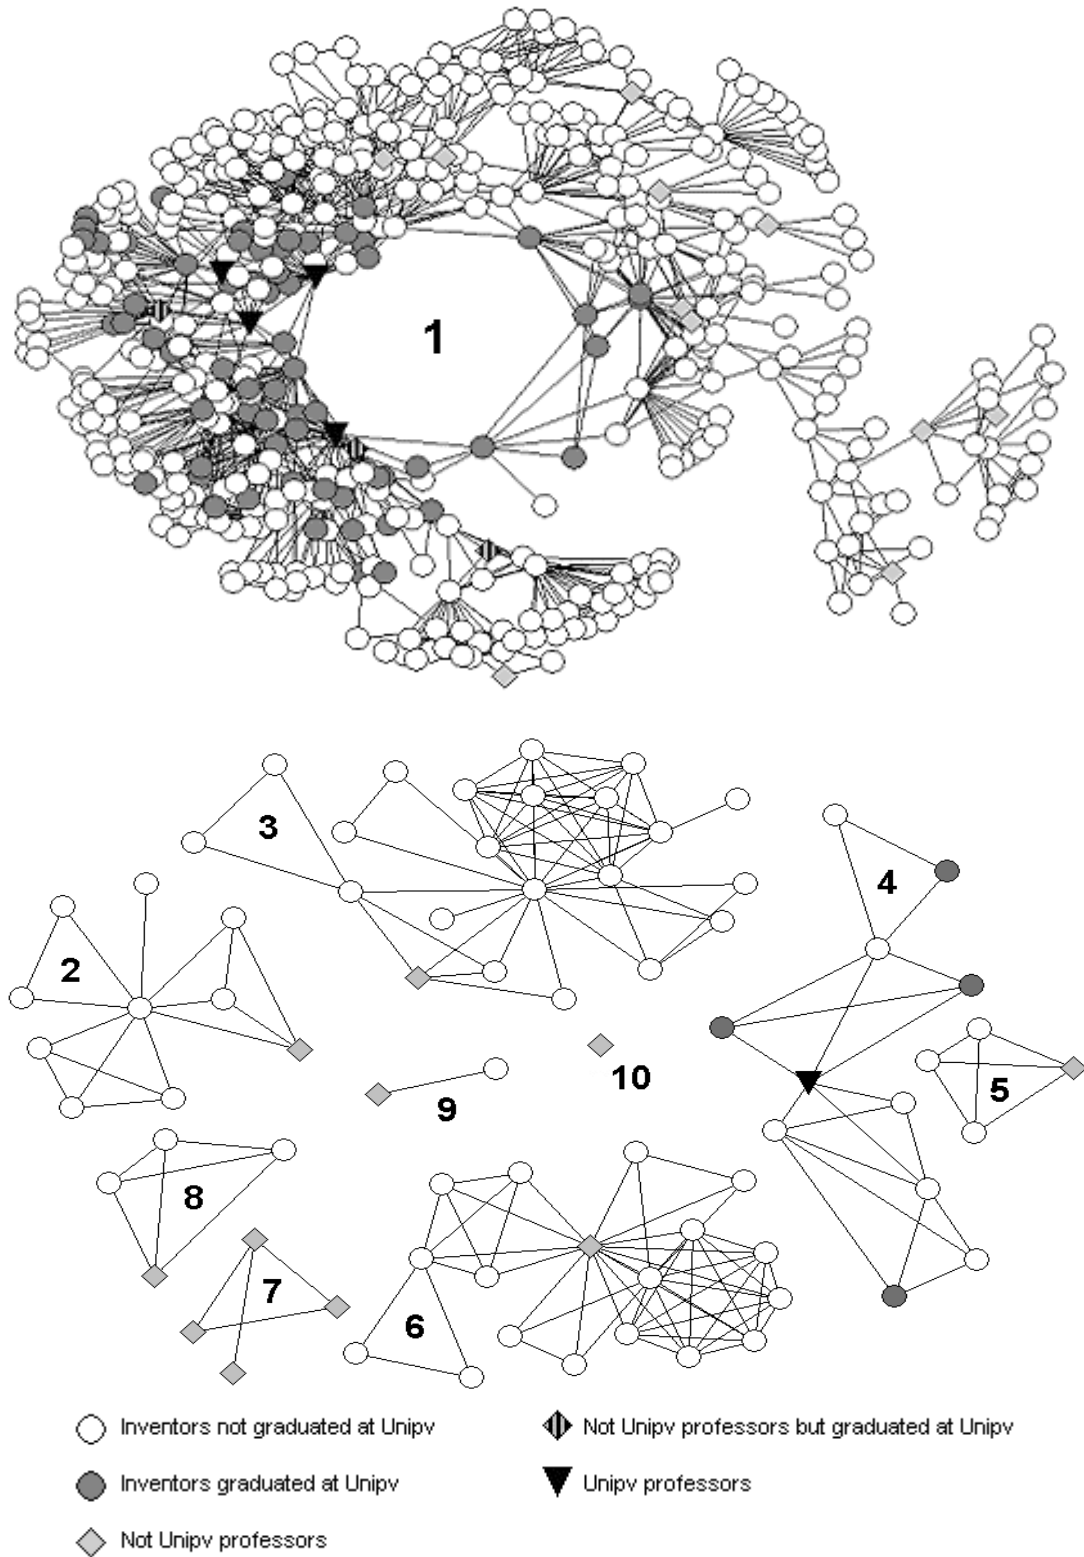 1
3
4
2
5
10
9
8
7
6
Inventors not graduated at Unipv
Not Unipv professors but graduated at Unipv
Inventors graduated at Unipv
Unipv professors
Not Unipv professors